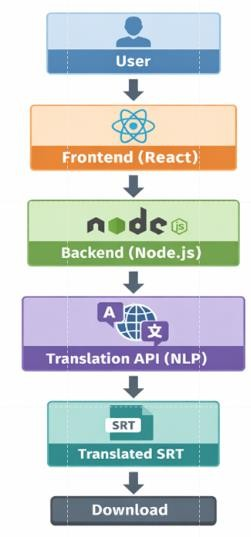 User
Frontend (React)
node
JS
Backend (Node.js)
A 文
Translation API (NLP)
SRT
Translated SRT
Download